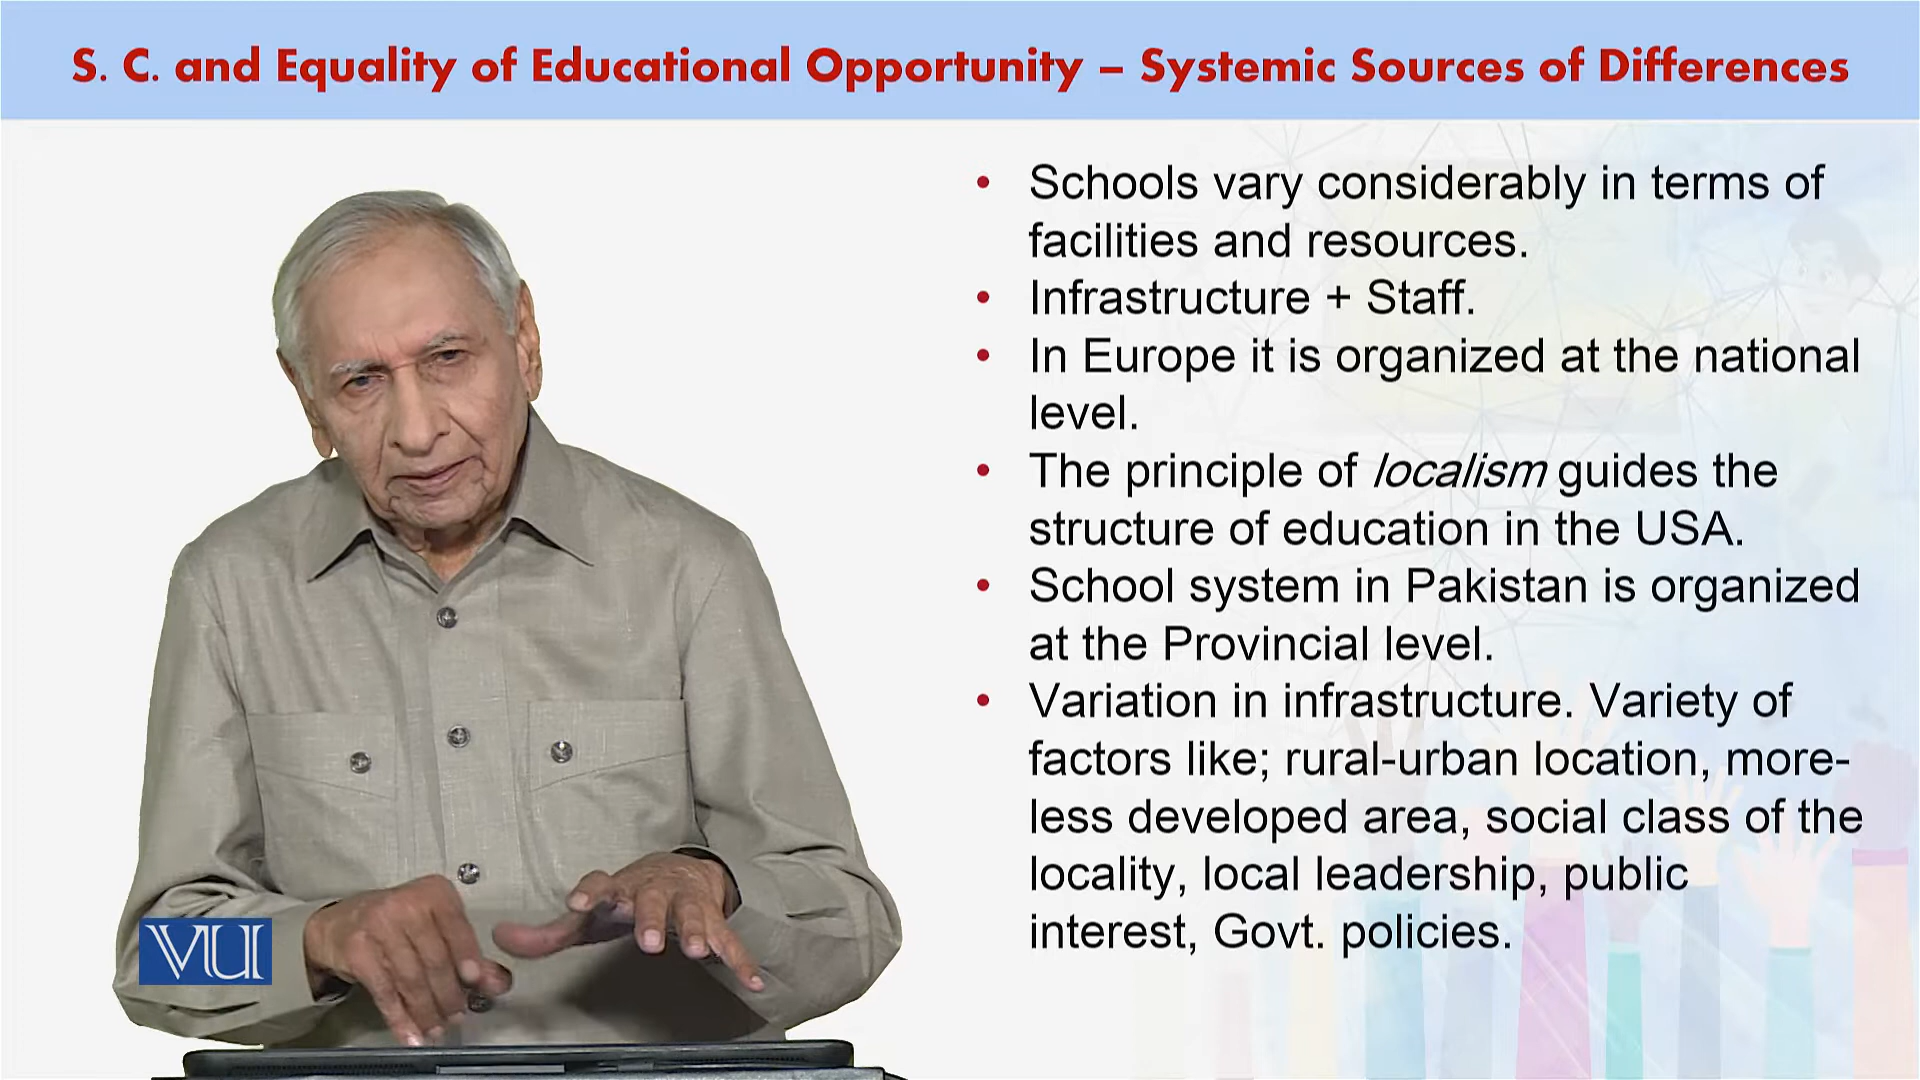 S. C. and Equality of Educational Opportunity – Systemic Sources of Differences
• Schools vary considerably in terms of
facilities and resources.
• Infrastructure + Staff.
• In Europe it is organized at the national
level.
• The principle of localism guides the
structure of education in the USA.
• School system in Pakistan is organized
at the Provincial level.
• Variation in infrastructure. Variety of
factors like; rural-urban location, more-
less developed area, social class of the
locality, local leadership, public
interest, Govt. policies.
VU